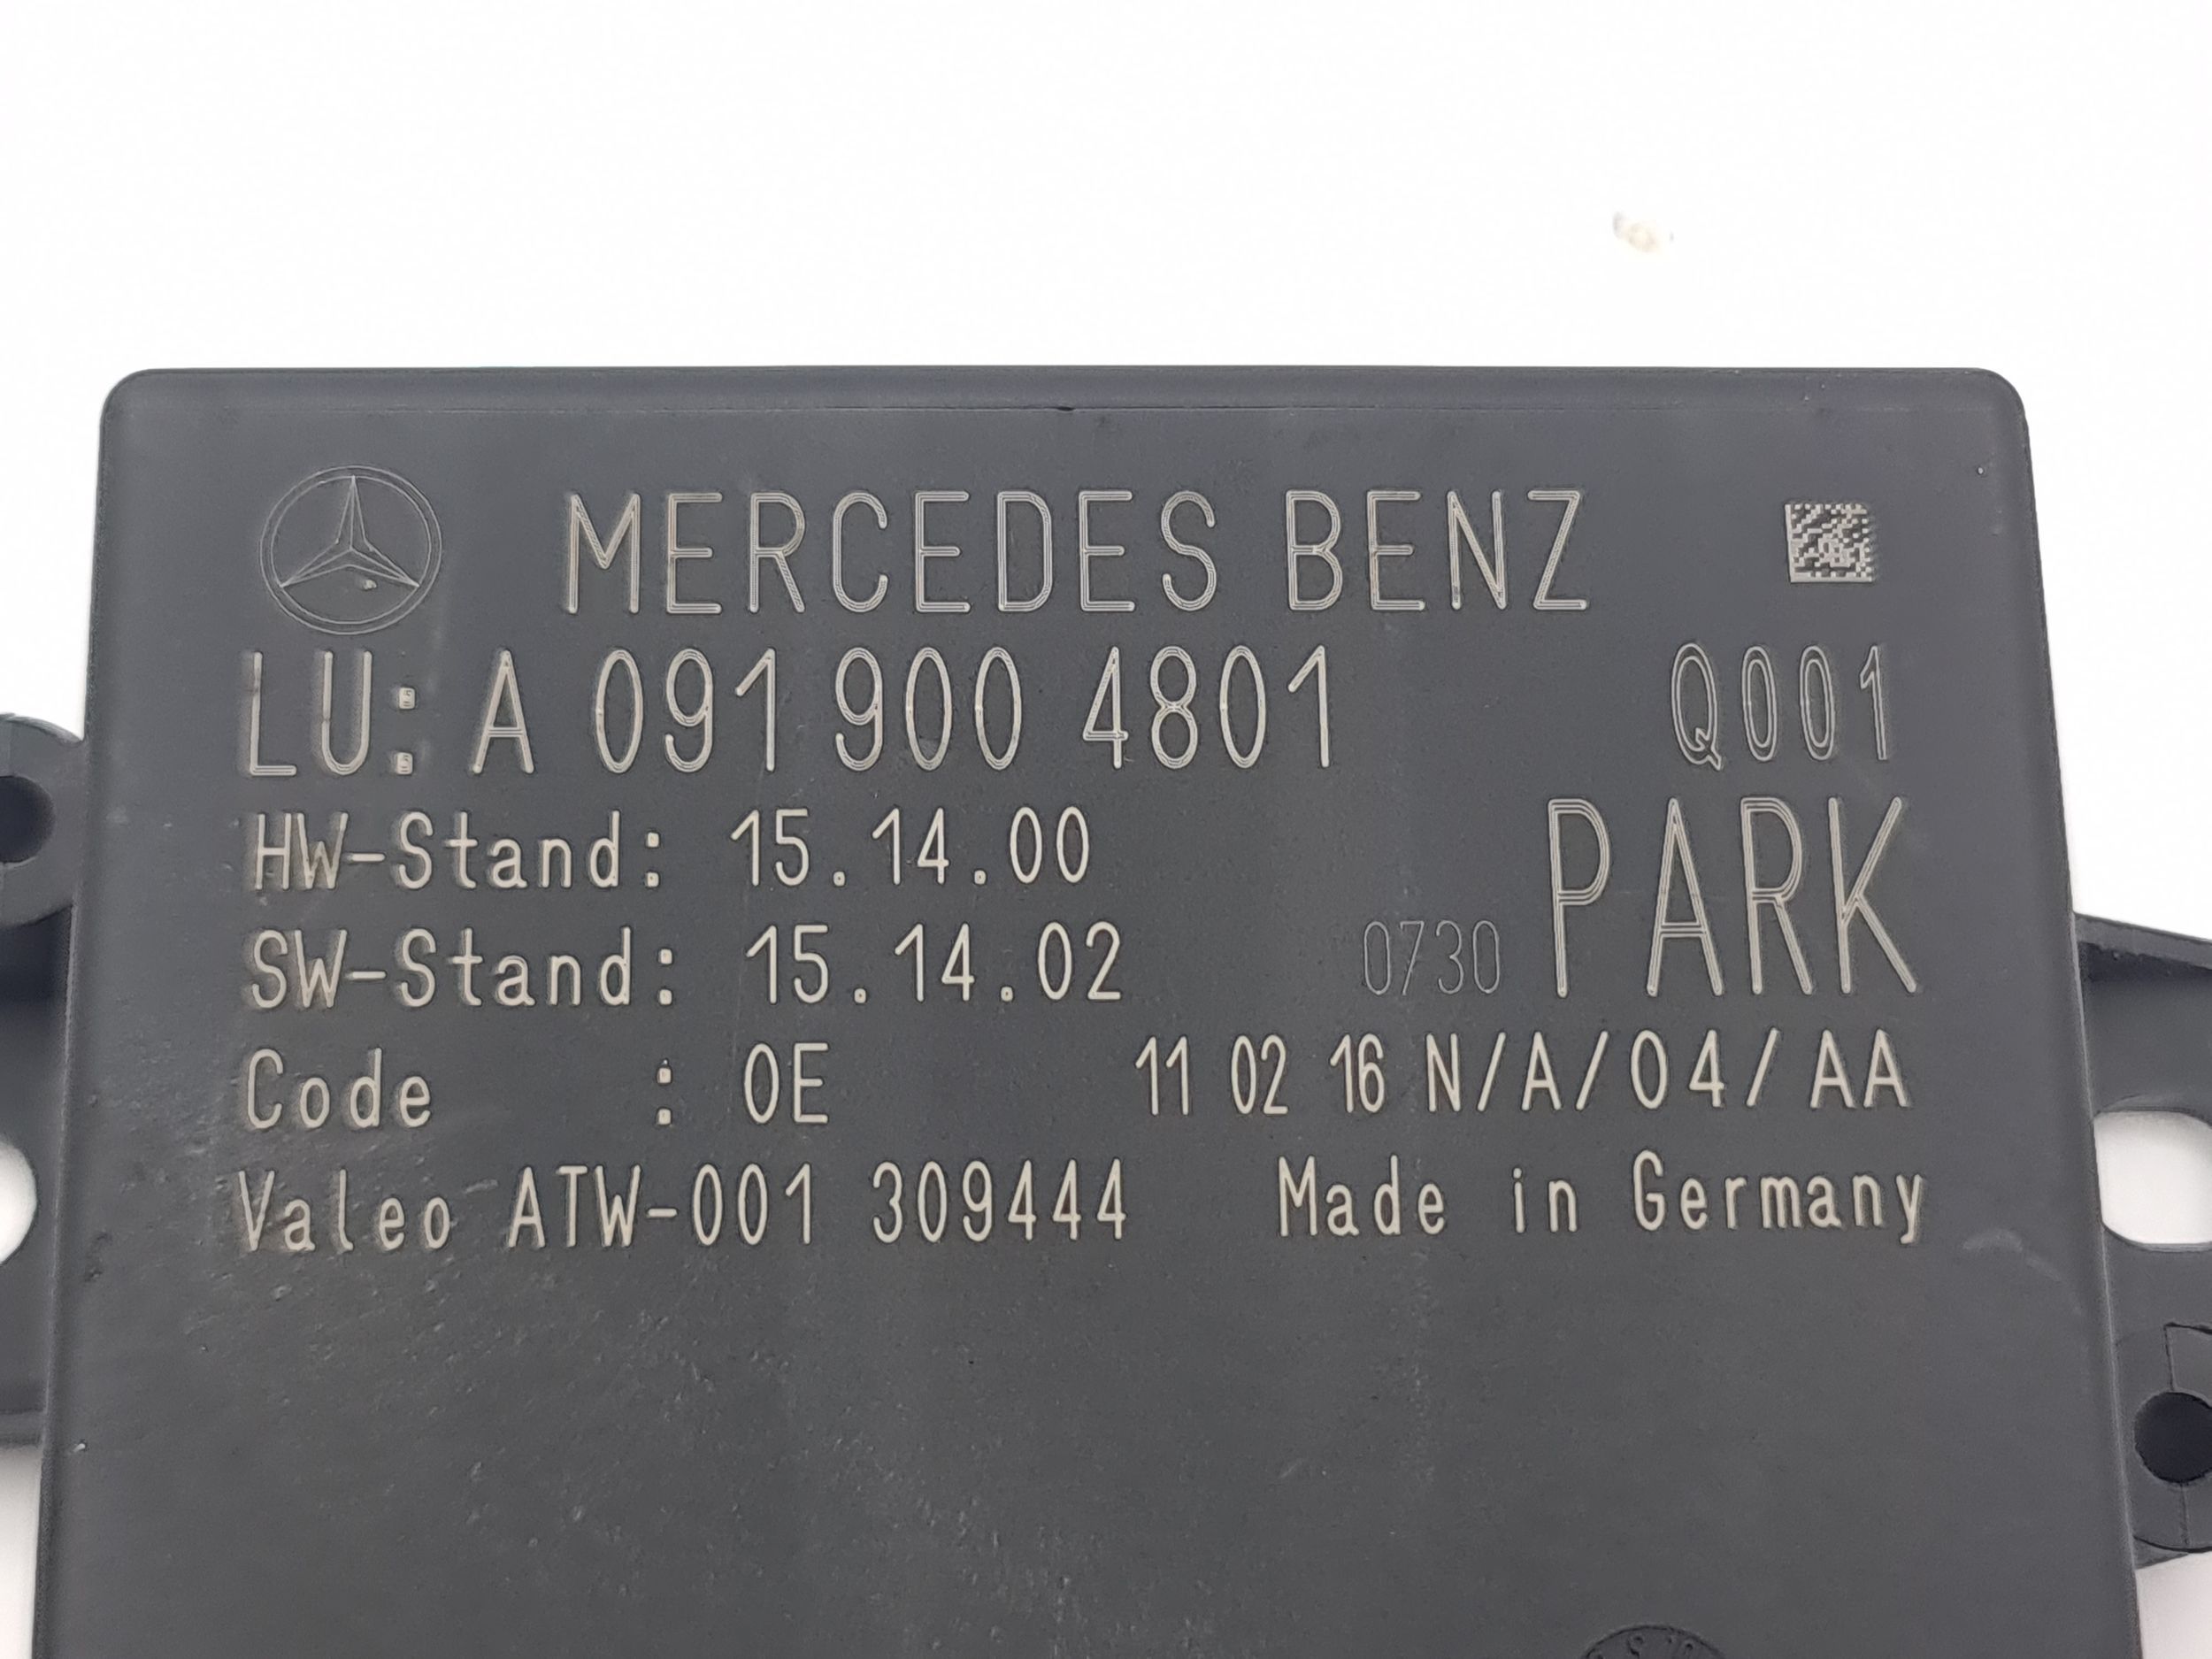 MERCEDES BENZ
LU: A 091 900 4801 Q001
HW-Stand: 15.14.00
SW-Stand: 15.14.02 0730 PARK
Code : 0E 11 02 16 N/A/04/AA
Valeo ATW-001 309444 Made in Germany